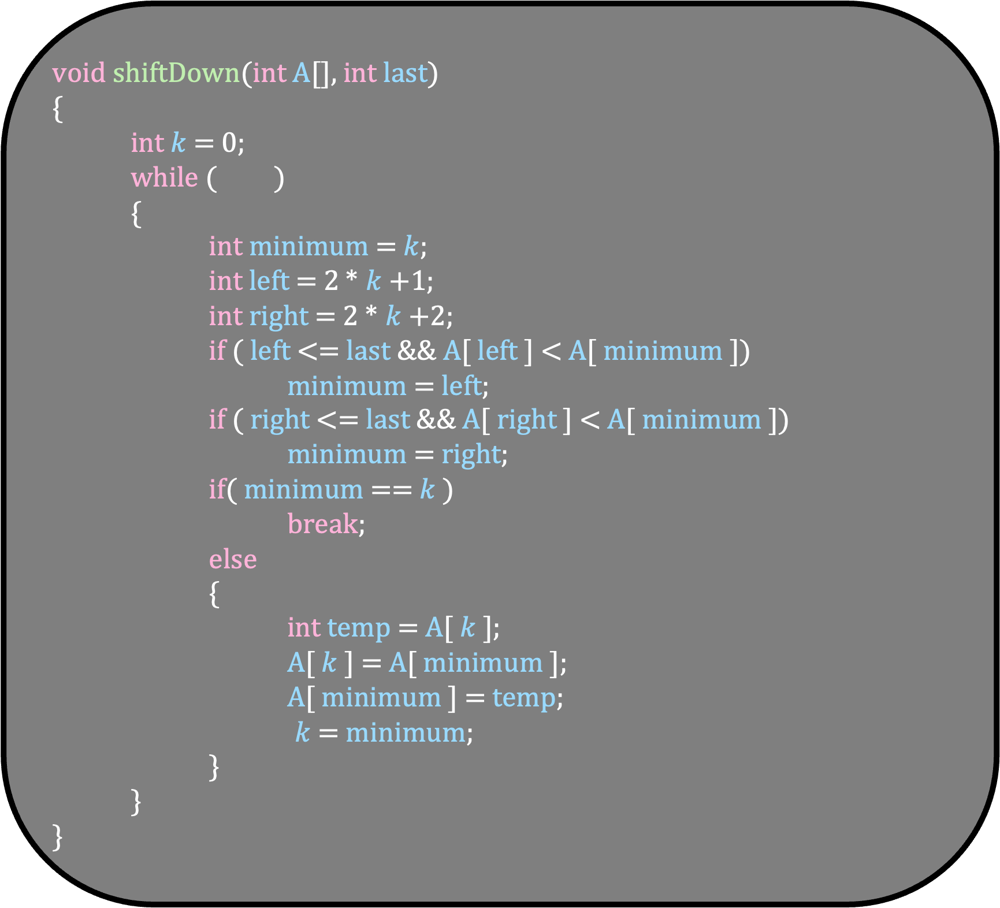 void shiftDown(int A[], int last)
{
int k = 0;
while ( )
{
int minimum = k;
int left = 2 * k +1;
int right = 2 * k +2;
if ( left <= last && A[ left ] < A[ minimum ])
minimum = left;
if ( right <= last && A[ right ] < A[ minimum ])
minimum = right;
if( minimum == k )
break;
else
{
int temp = A[ k ];
A[ k ] = A[ minimum ];
A[ minimum ] = temp;
k = minimum;
}
}
}